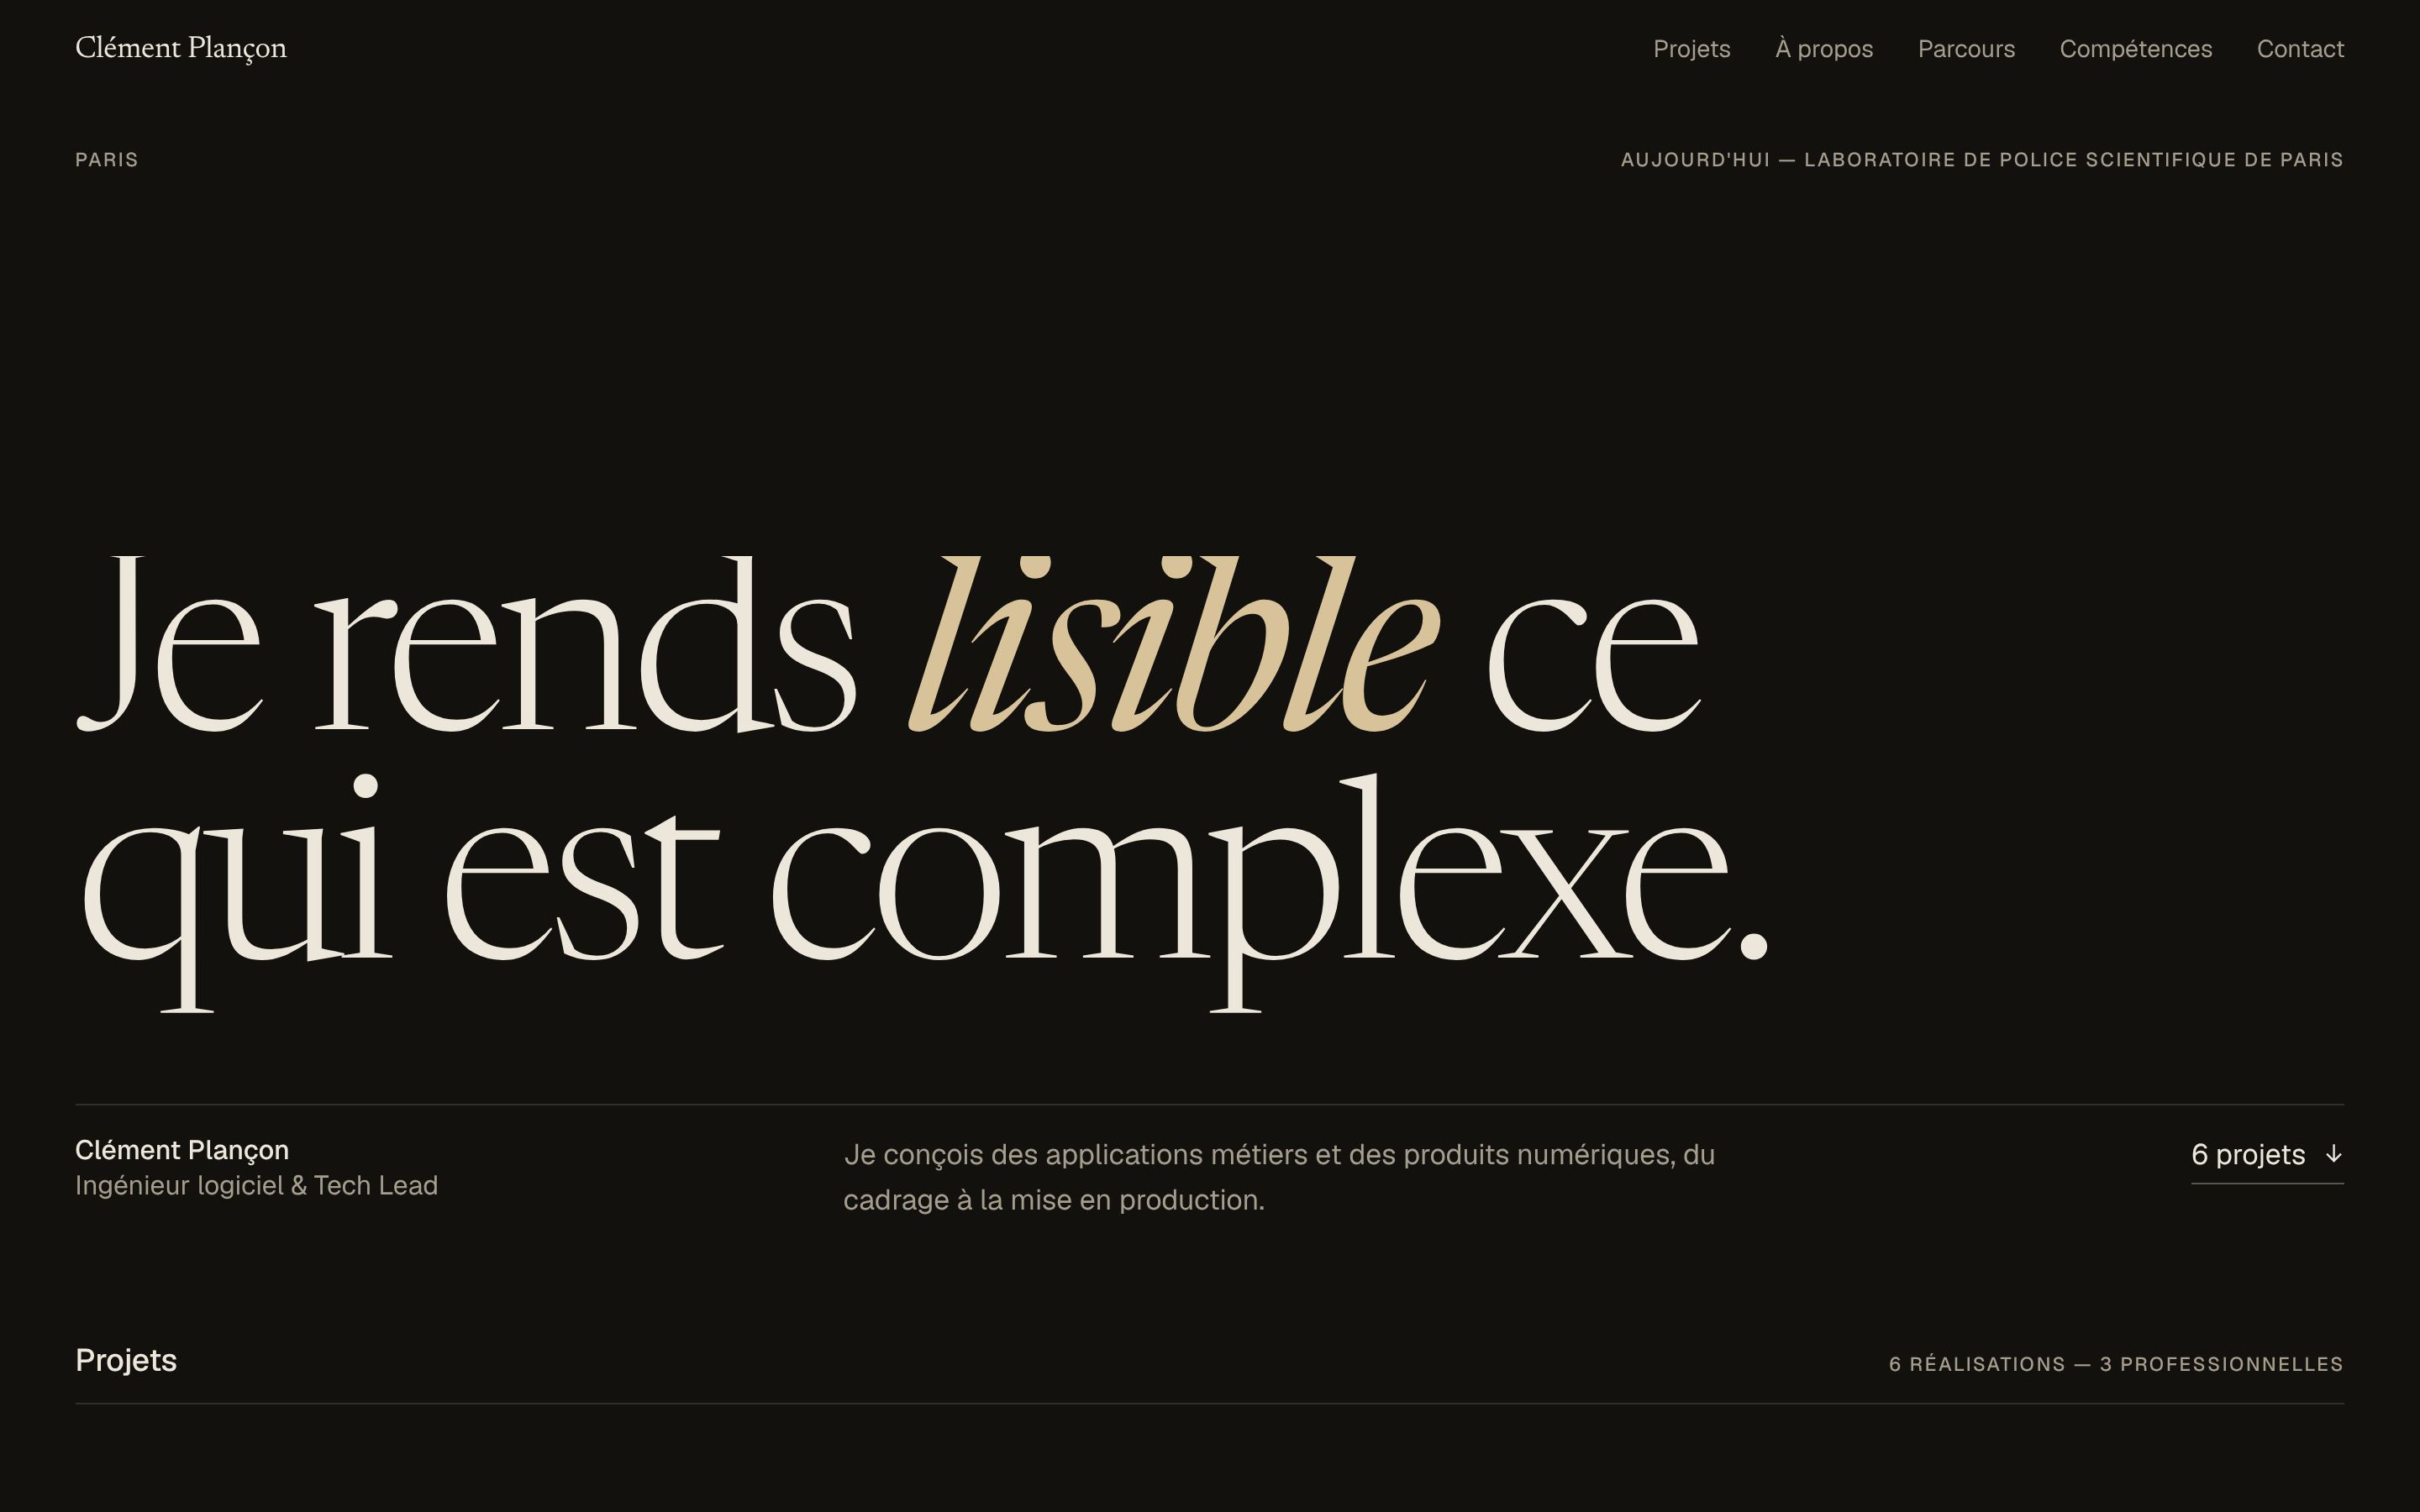 Clément Plançon
Projets À propos Parcours Compétences Contact
PARIS
AUJOURD'HUI — LABORATOIRE DE POLICE SCIENTIFIQUE DE PARIS
Je rends lisible ce
qui est complexe.
Clément Plançon
Ingénieur logiciel & Tech Lead
Je conçois des applications métiers et des produits numériques, du
cadrage à la mise en production.
6 projets ↓
Projets
6 RÉALISATIONS — 3 PROFESSIONNELLES